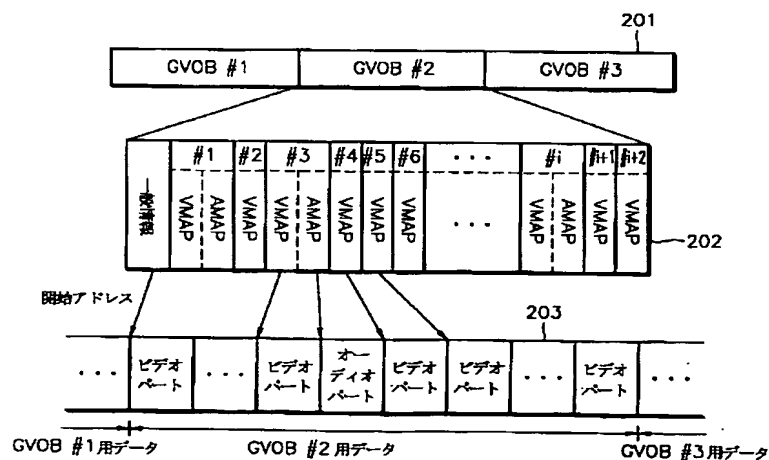 201
GVOB #1 GVOB #2 GVOB #3
#1 #2 #3 #4 #5 #6 ... #i #i+1 #i+2
一般情報 VMAP AMAP VMAP VMAP AMAP VMAP VMAP VMAP ... VMAP AMAP VMAP VMAP
202
開始アドレス
203
... ビデオパート ... ビデオパート オーディオパート ビデオパート ビデオパート ... ビデオパート ...
GVOB #1用データ GVOB #2用データ GVOB #3用データ